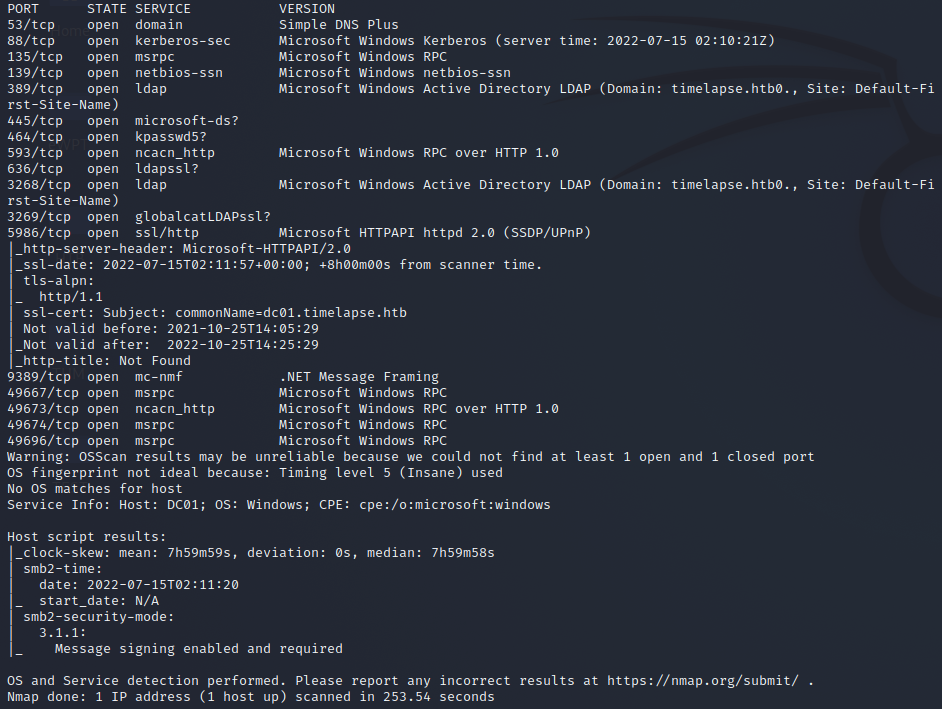 PORT      STATE SERVICE           VERSION
53/tcp    open  domain            Simple DNS Plus
88/tcp    open  kerberos-sec      Microsoft Windows Kerberos (server time: 2022-07-15 02:10:21Z)
135/tcp   open  msrpc             Microsoft Windows RPC
139/tcp   open  netbios-ssn       Microsoft Windows netbios-ssn
389/tcp   open  ldap              Microsoft Windows Active Directory LDAP (Domain: timelapse.htb0., Site: Default-Fi
rst-Site-Name)
445/tcp   open  microsoft-ds?
464/tcp   open  kpasswd5?
593/tcp   open  ncacn_http        Microsoft Windows RPC over HTTP 1.0
636/tcp   open  ldapssl?
3268/tcp  open  ldap              Microsoft Windows Active Directory LDAP (Domain: timelapse.htb0., Site: Default-Fi
rst-Site-Name)
3269/tcp  open  globalcatLDAPssl?
5986/tcp  open  ssl/http          Microsoft HTTPAPI httpd 2.0 (SSDP/UPnP)
|_http-server-header: Microsoft-HTTPAPI/2.0
|_ssl-date: 2022-07-15T02:11:57+00:00; +8h00m00s from scanner time.
| tls-alpn:
|_  http/1.1
| ssl-cert: Subject: commonName=dc01.timelapse.htb
| Not valid before: 2021-10-25T14:05:29
|_Not valid after:  2022-10-25T14:25:29
|_http-title: Not Found
9389/tcp  open  mc-nmf            .NET Message Framing
49667/tcp open  msrpc             Microsoft Windows RPC
49673/tcp open  ncacn_http        Microsoft Windows RPC over HTTP 1.0
49674/tcp open  msrpc             Microsoft Windows RPC
49696/tcp open  msrpc             Microsoft Windows RPC
Warning: OSScan results may be unreliable because we could not find at least 1 open and 1 closed port
OS fingerprint not ideal because: Timing level 5 (Insane) used
No OS matches for host
Service Info: Host: DC01; OS: Windows; CPE: cpe:/o:microsoft:windows

Host script results:
|_clock-skew: mean: 7h59m59s, deviation: 0s, median: 7h59m58s
| smb2-time:
|   date: 2022-07-15T02:11:20
|_  start_date: N/A
| smb2-security-mode:
|   3.1.1:
|_    Message signing enabled and required

OS and Service detection performed. Please report any incorrect results at https://nmap.org/submit/ .
Nmap done: 1 IP address (1 host up) scanned in 253.54 seconds